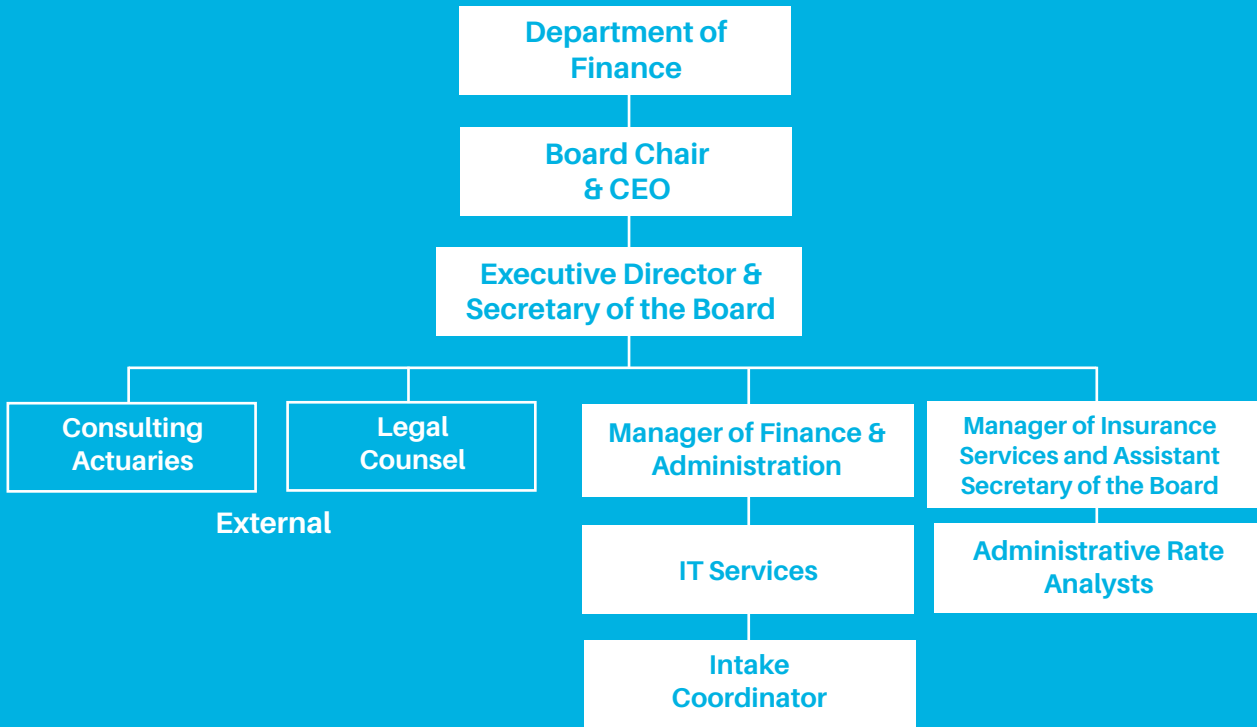 Department of
Finance
Board Chair
& CEO
Executive Director &
Secretary of the Board
Consulting
Actuaries
Legal
Counsel
External
Manager of Finance &
Administration
Manager of Insurance
Services and Assistant
Secretary of the Board
IT Services
Administrative Rate
Analysts
Intake
Coordinator